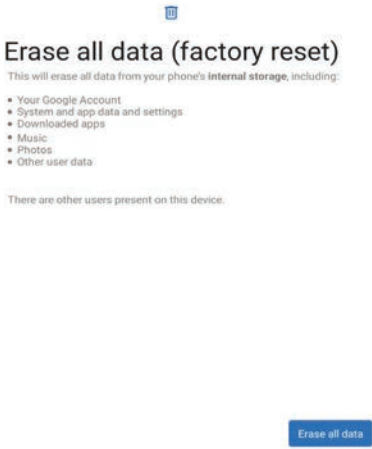 Erase all data (factory reset)
This will erase all data from your phone's internal storage, including:
• Your Google Account
• System and app data and settings
• Downloaded apps
• Music
• Photos
• Other user data
There are other users present on this device.
Erase all data